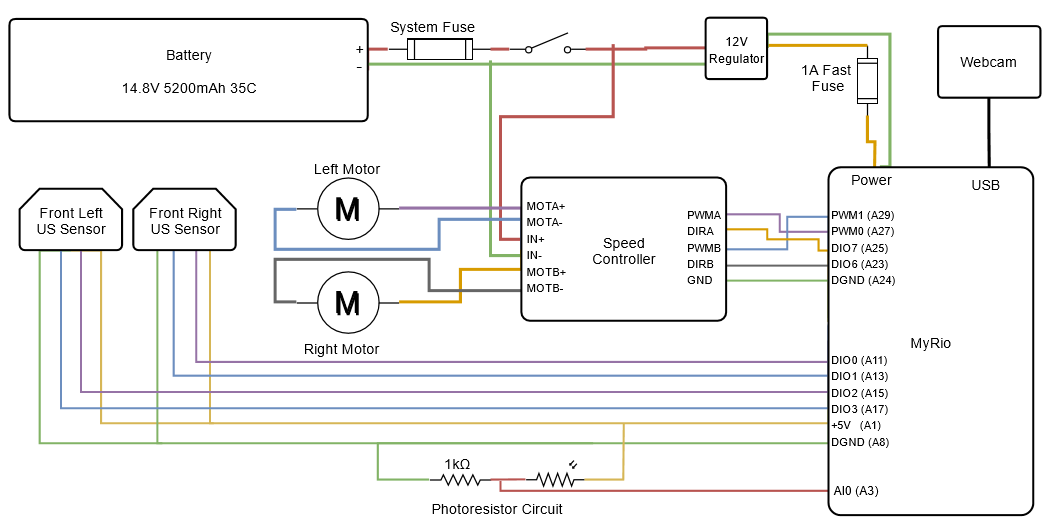 System Fuse
Battery
14.8V 5200mAh 35C
+
-
12V
Regulator
1A Fast
Fuse
Webcam
Power
USB
Front Left
US Sensor
Front Right
US Sensor
Left Motor
M
M
Right Motor
MOTA+
MOTA-
IN+
IN-
MOTB+
MOTB-
Speed
Controller
PWMA
DIRA
PWMB
DIRB
GND
PWM1 (A29)
PWM0 (A27)
DIO7 (A25)
DIO6 (A23)
DGND (A24)
MyRio
DIO0 (A11)
DIO1 (A13)
DIO2 (A15)
DIO3 (A17)
+5V (A1)
DGND (A8)
AI0 (A3)
1kΩ
Photoresistor Circuit